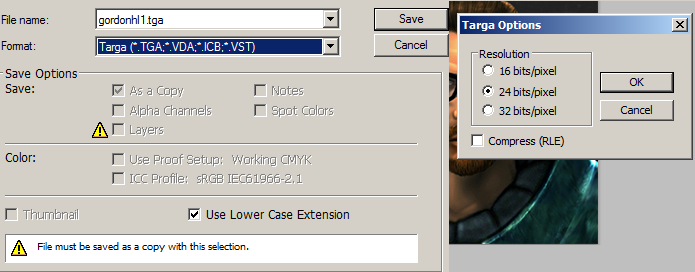 File name:
gordonhl1.tga
Save
Format:
Targa (*.TGA;*.VDA;*.ICB;*.VST)
Cancel
Save Options
Save:
As a Copy
Notes
Alpha Channels
Spot Colors
Layers
Color:
Use Proof Setup: Working CMYK
ICC Profile: sRGB IEC61966-2.1
Thumbnail
Use Lower Case Extension
File must be saved as a copy with this selection.
Targa Options
Resolution
16 bits/pixel
24 bits/pixel
32 bits/pixel
OK
Cancel
Compress (RLE)